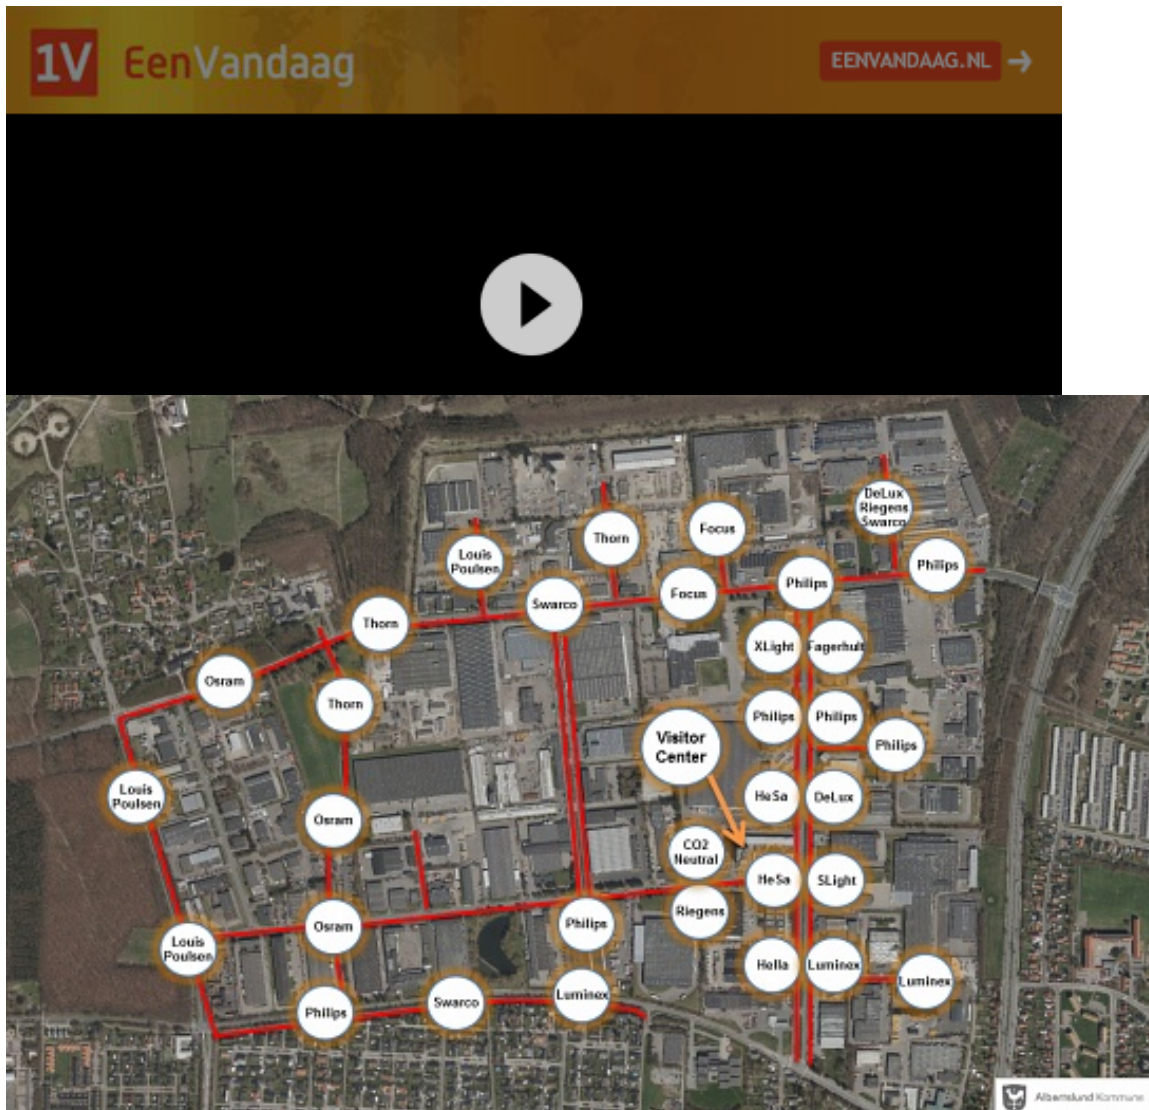 1V EenVandaag
EENVANDAAG.NL
DeLux
Riegens
Swarco
Focus
Thorn
Louis
Poulsen
Philips
Philips
Focus
Swarco
Thorn
XLight
Fagerhult
Osram
Thorn
Philips
Philips
Philips
Visitor
Center
Louis
Poulsen
HeSa
DeLux
Osram
CO2
Neutral
HeSa
SLight
Riegens
Philips
Osram
Louis
Poulsen
Hella
Luminex
Luminex
Luminex
Swarco
Philips
Albertslund Kommune